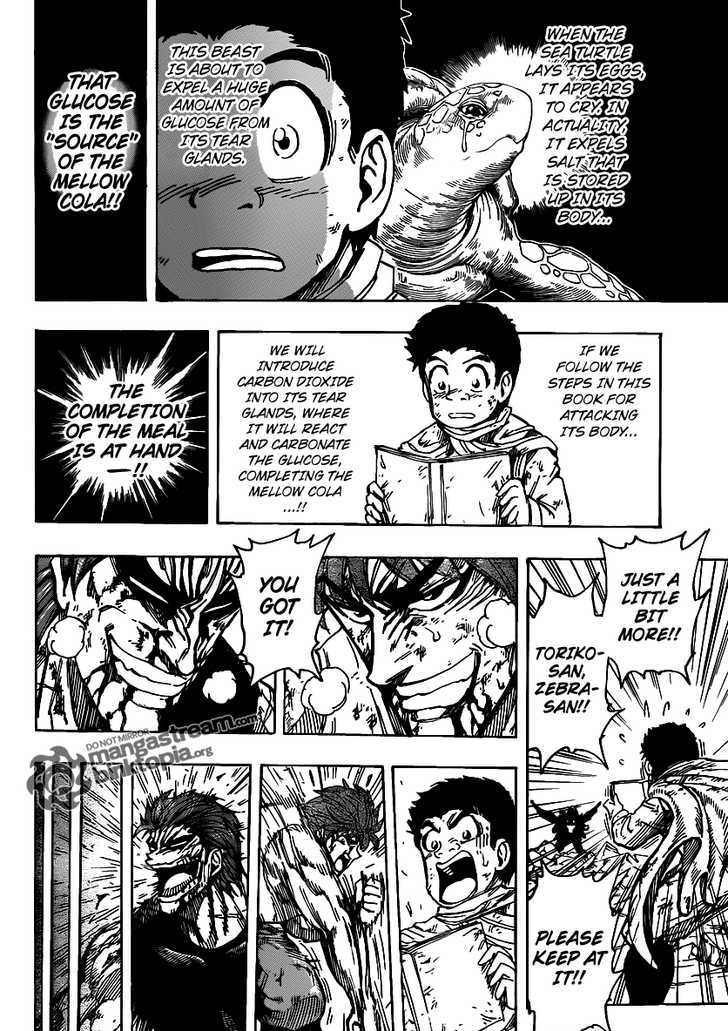 WHEN THE
SEA TURTLE
LAYS ITS EGGS,
IT APPEARS
TO CRY. IN
ACTUALITY,
IT EXPELS
SALT THAT
IS STORED
UP IN ITS
BODY...
THIS BEAST
IS ABOUT TO
EXPEL A HUGE
AMOUNT OF
GLUCOSE FROM
ITS TEAR
GLANDS.
THAT
GLUCOSE
IS THE
"SOURCE"
OF THE
MELLOW
COLA!!
IF WE
FOLLOW THE
STEPS IN THIS
BOOK FOR
ATTACKING
ITS BODY...
WE WILL
INTRODUCE
CARBON DIOXIDE
INTO ITS TEAR
GLANDS, WHERE
IT WILL REACT
AND CARBONATE
THE GLUCOSE,
COMPLETING THE
MELLOW COLA
...!!
THE
COMPLETION
OF THE MEAL
IS AT HAND
—!!
JUST A
LITTLE
BIT
MORE!!
TORIKO-
SAN,
ZEBRA-
SAN!!
YOU
GOT
IT!
PLEASE
KEEP AT
IT!!
DO NOT MIRROR
mangastream.com
binktopia.org